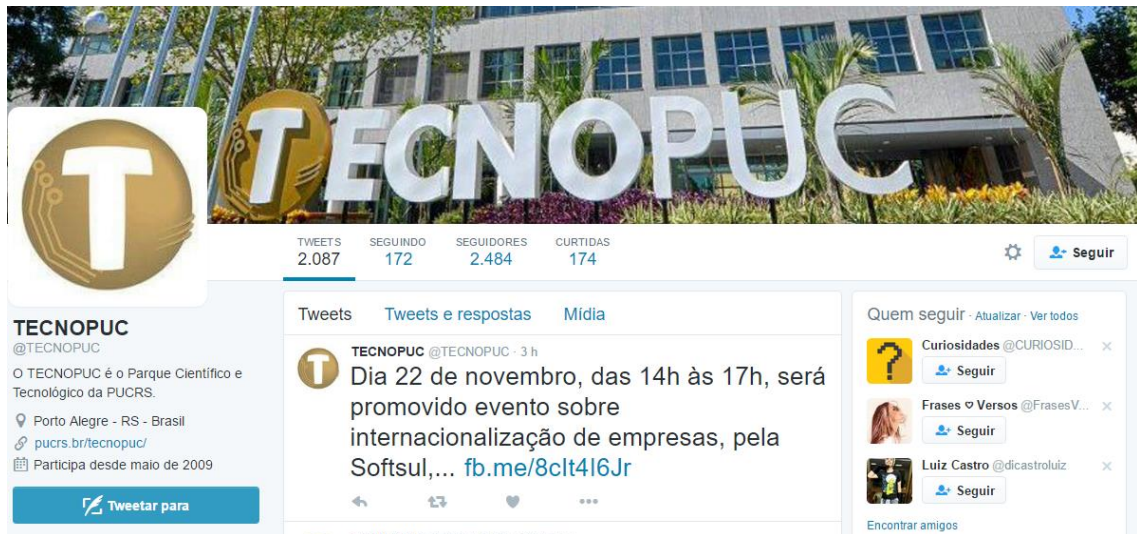 TECNOPUC
T
TWEETS
2.087
SEGUINDO
172
SEGUIDORES
2.484
CURTIDAS
174
Seguir
TECNOPUC
@TECNOPUC
O TECNOPUC é o Parque Científico e
Tecnológico da PUCRS.
Porto Alegre - RS - Brasil
pucrs.br/tecnopuc/
Participa desde maio de 2009
Tweetar para
Tweets Tweets e respostas Mídia
T
TECNOPUC @TECNOPUC · 3 h
Dia 22 de novembro, das 14h às 17h, será
promovido evento sobre
internacionalização de empresas, pela
Softsul,... fb.me/8cIt4I6Jr
Quem seguir · Atualizar · Ver todos
Curiosidades @CURIOSID...
Seguir
Frases ♡ Versos @FrasesV...
Seguir
Luiz Castro @dicastroluiz
Seguir
Encontrar amigos